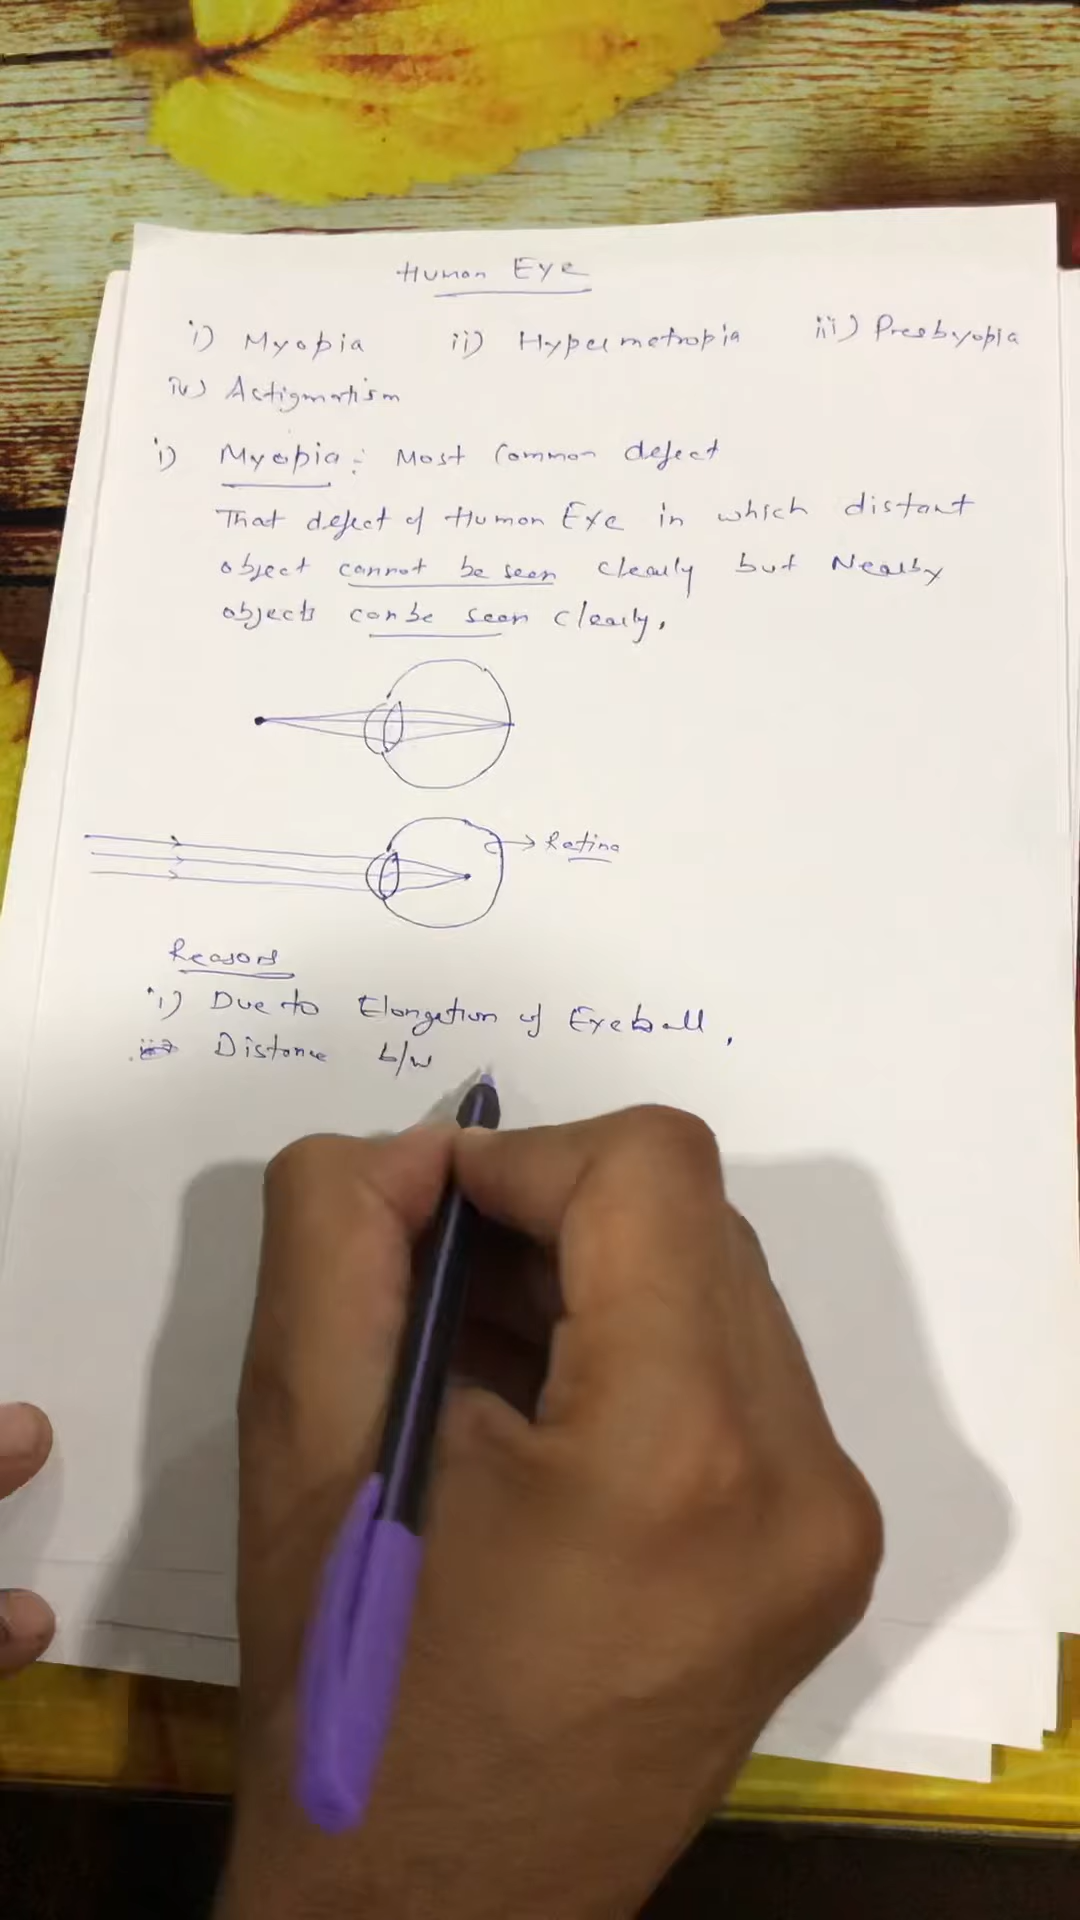 Human Eye
i) Myopia ii) Hypermetropia iii) Presbyopia
iv) Astigmatism
i) Myopia : Most Common defect
That defect of Human Eye in which distant
object cannot be seen clearly but Nearby
objects can be seen clearly.
→ Retina
Reasons
i) Due to Elongation of Eyeball,
Distance b/w